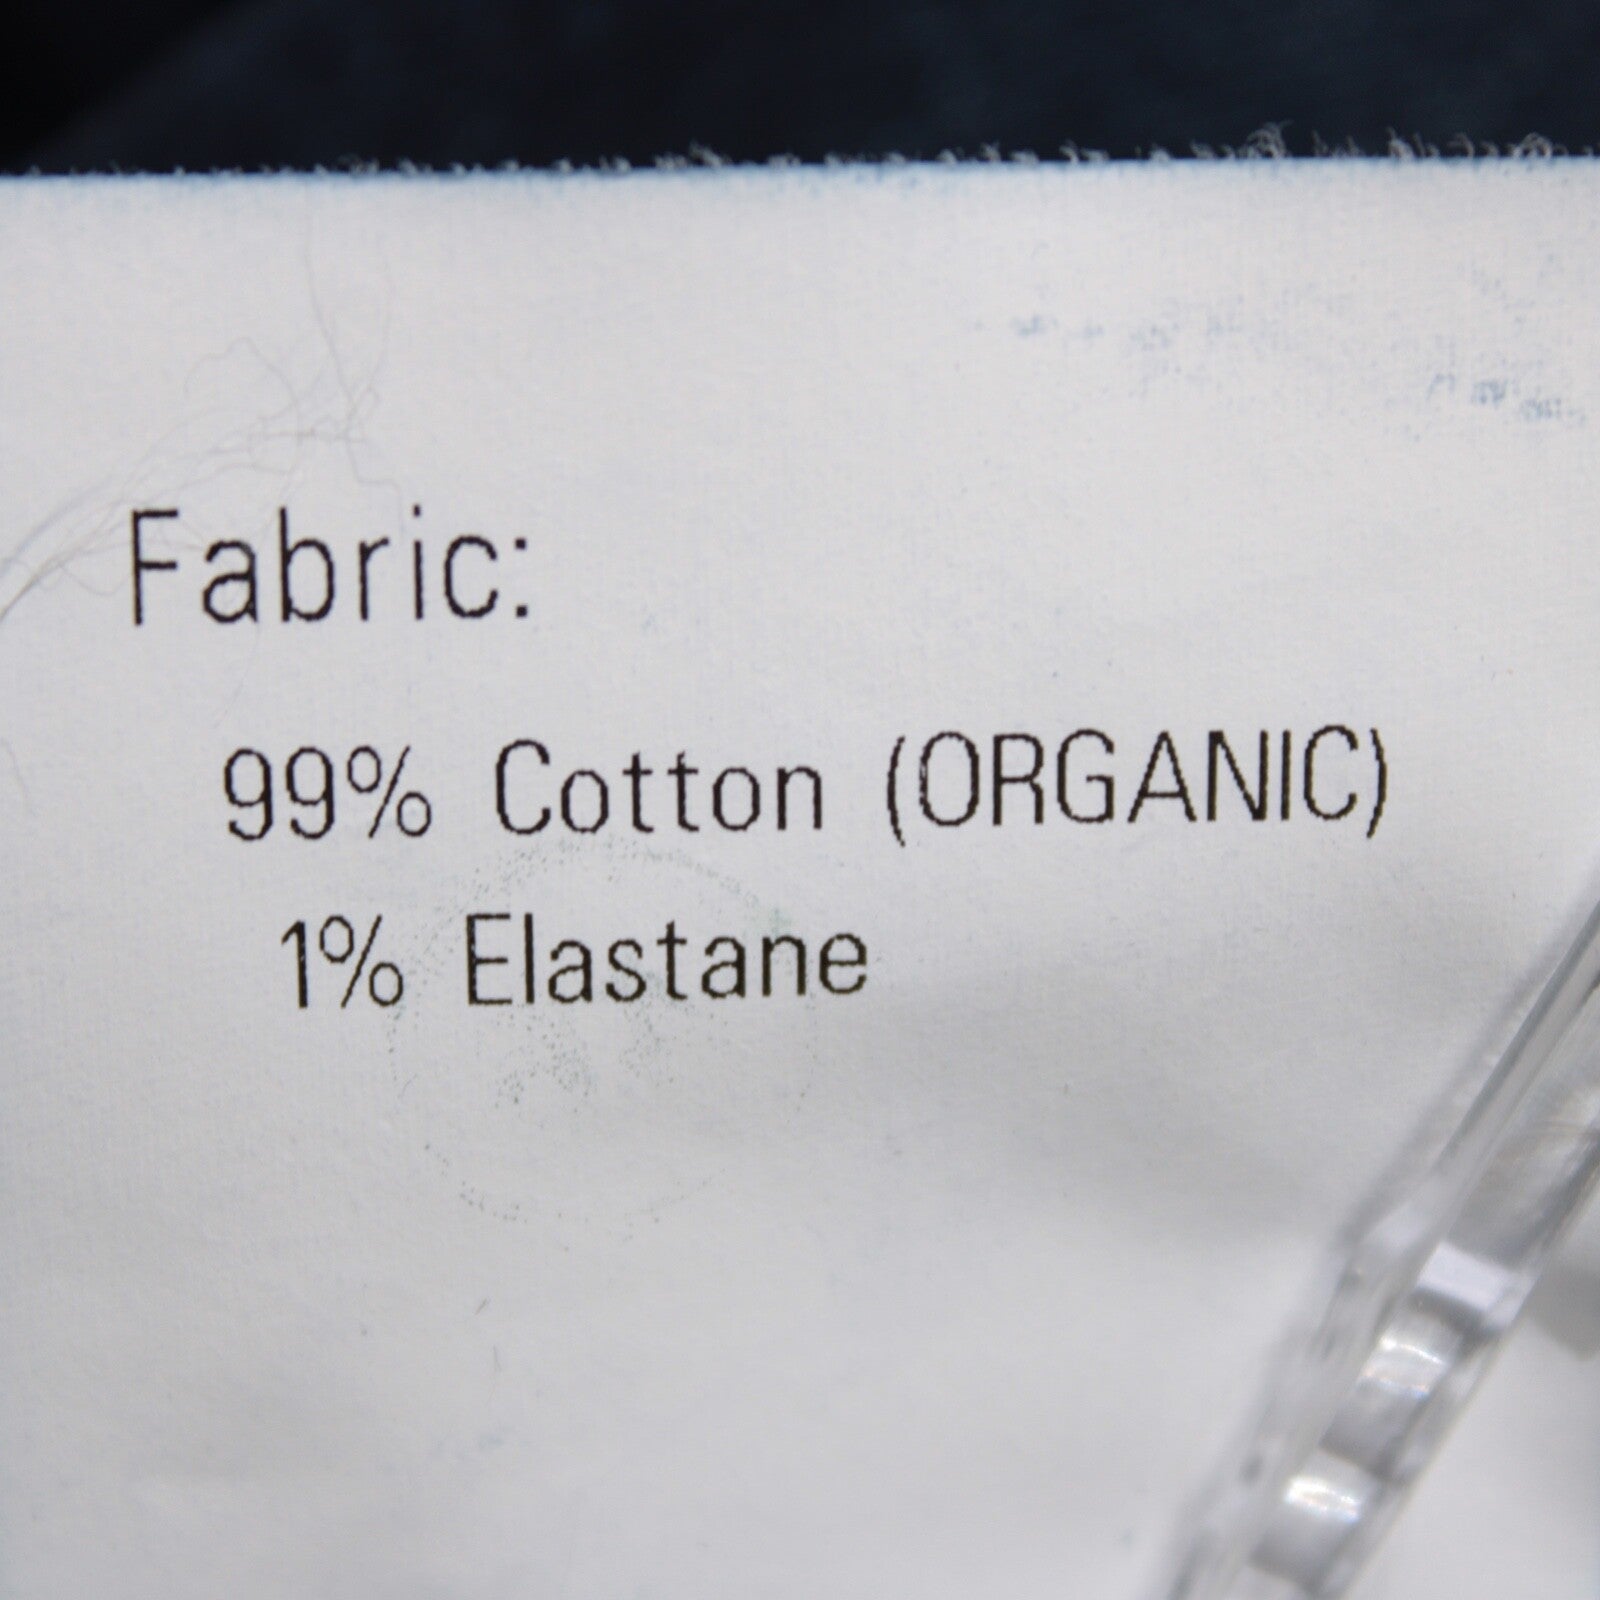 Fabric:
99% Cotton (ORGANIC)
1% Elastane